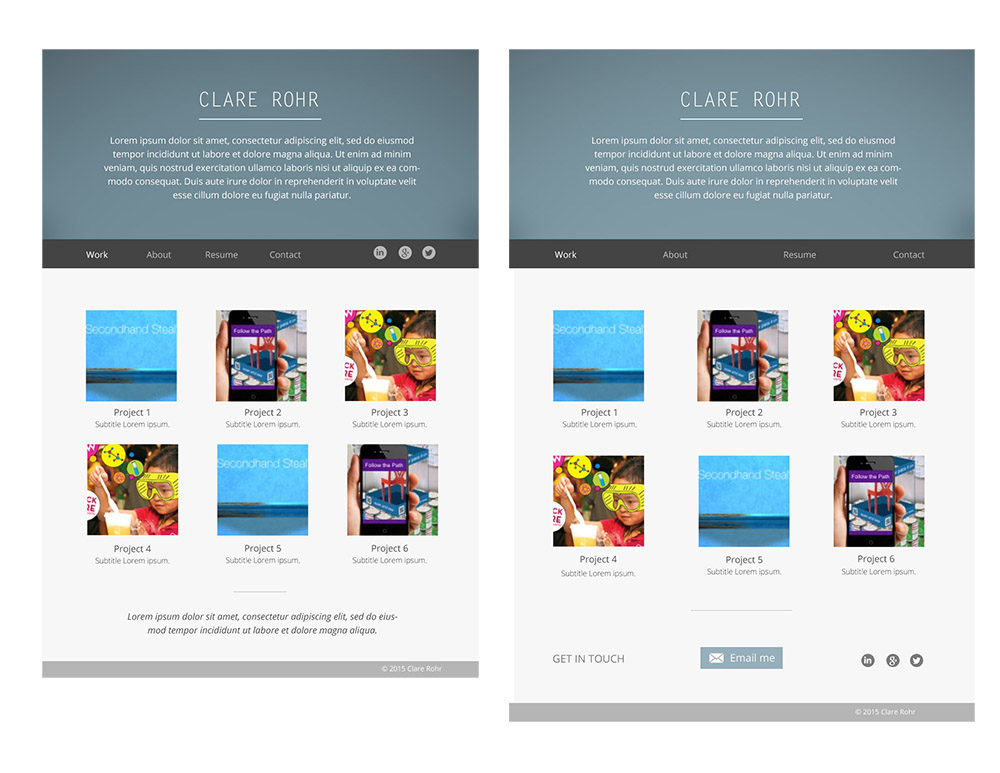 CLARE ROHR
Lorem ipsum dolor sit amet, consectetur adipiscing elit, sed do eiusmod
tempor incididunt ut labore et dolore magna aliqua. Ut enim ad minim
veniam, quis nostrud exercitation ullamco laboris nisi ut aliquip ex ea com-
modo consequat. Duis aute irure dolor in reprehenderit in voluptate velit
esse cillum dolore eu fugiat nulla pariatur.
Work About Resume Contact
Secondhand Steal
Follow the Path
Project 1 Project 2 Project 3
Subtitle Lorem ipsum. Subtitle Lorem ipsum. Subtitle Lorem ipsum.
Secondhand Steal
Follow the Path
Project 4 Project 5 Project 6
Subtitle Lorem ipsum. Subtitle Lorem ipsum. Subtitle Lorem ipsum.
Lorem ipsum dolor sit amet, consectetur adipiscing elit, sed do eius-
mod tempor incididunt ut labore et dolore magna aliqua.
© 2015 Clare Rohr
CLARE ROHR
Lorem ipsum dolor sit amet, consectetur adipiscing elit, sed do eiusmod
tempor incididunt ut labore et dolore magna aliqua. Ut enim ad minim
veniam, quis nostrud exercitation ullamco laboris nisi ut aliquip ex ea com-
modo consequat. Duis aute irure dolor in reprehenderit in voluptate velit
esse cillum dolore eu fugiat nulla pariatur.
Work About Resume Contact
Secondhand Steal
Follow the Path
Project 1 Project 2 Project 3
Subtitle Lorem ipsum. Subtitle Lorem ipsum. Subtitle Lorem ipsum.
Secondhand Steal
Follow the Path
Project 4 Project 5 Project 6
Subtitle Lorem ipsum. Subtitle Lorem ipsum. Subtitle Lorem ipsum.
GET IN TOUCH Email me
© 2015 Clare Rohr